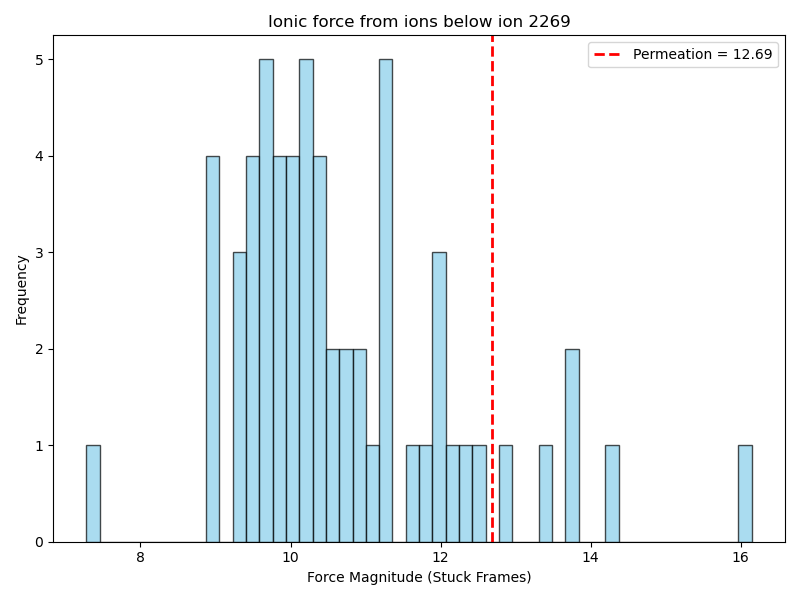 Ionic force from ions below ion 2269
Permeation = 12.69
Frequency
5
4
3
2
1
0
8
10
12
14
16
Force Magnitude (Stuck Frames)